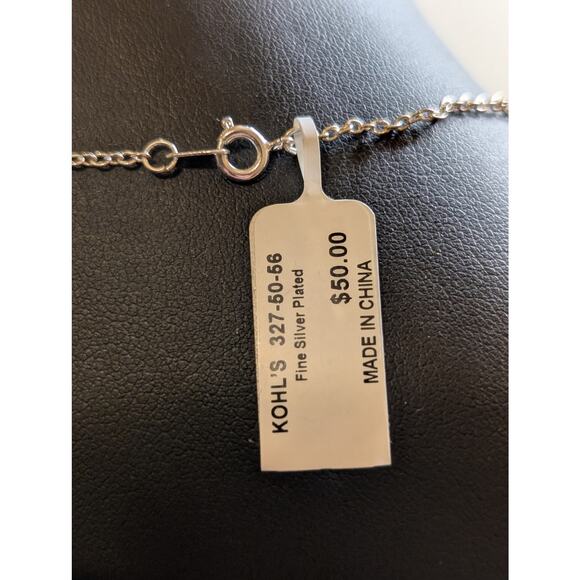 KOHL'S 327-50-56
Fine Silver Plated
$50.00
MADE IN CHINA